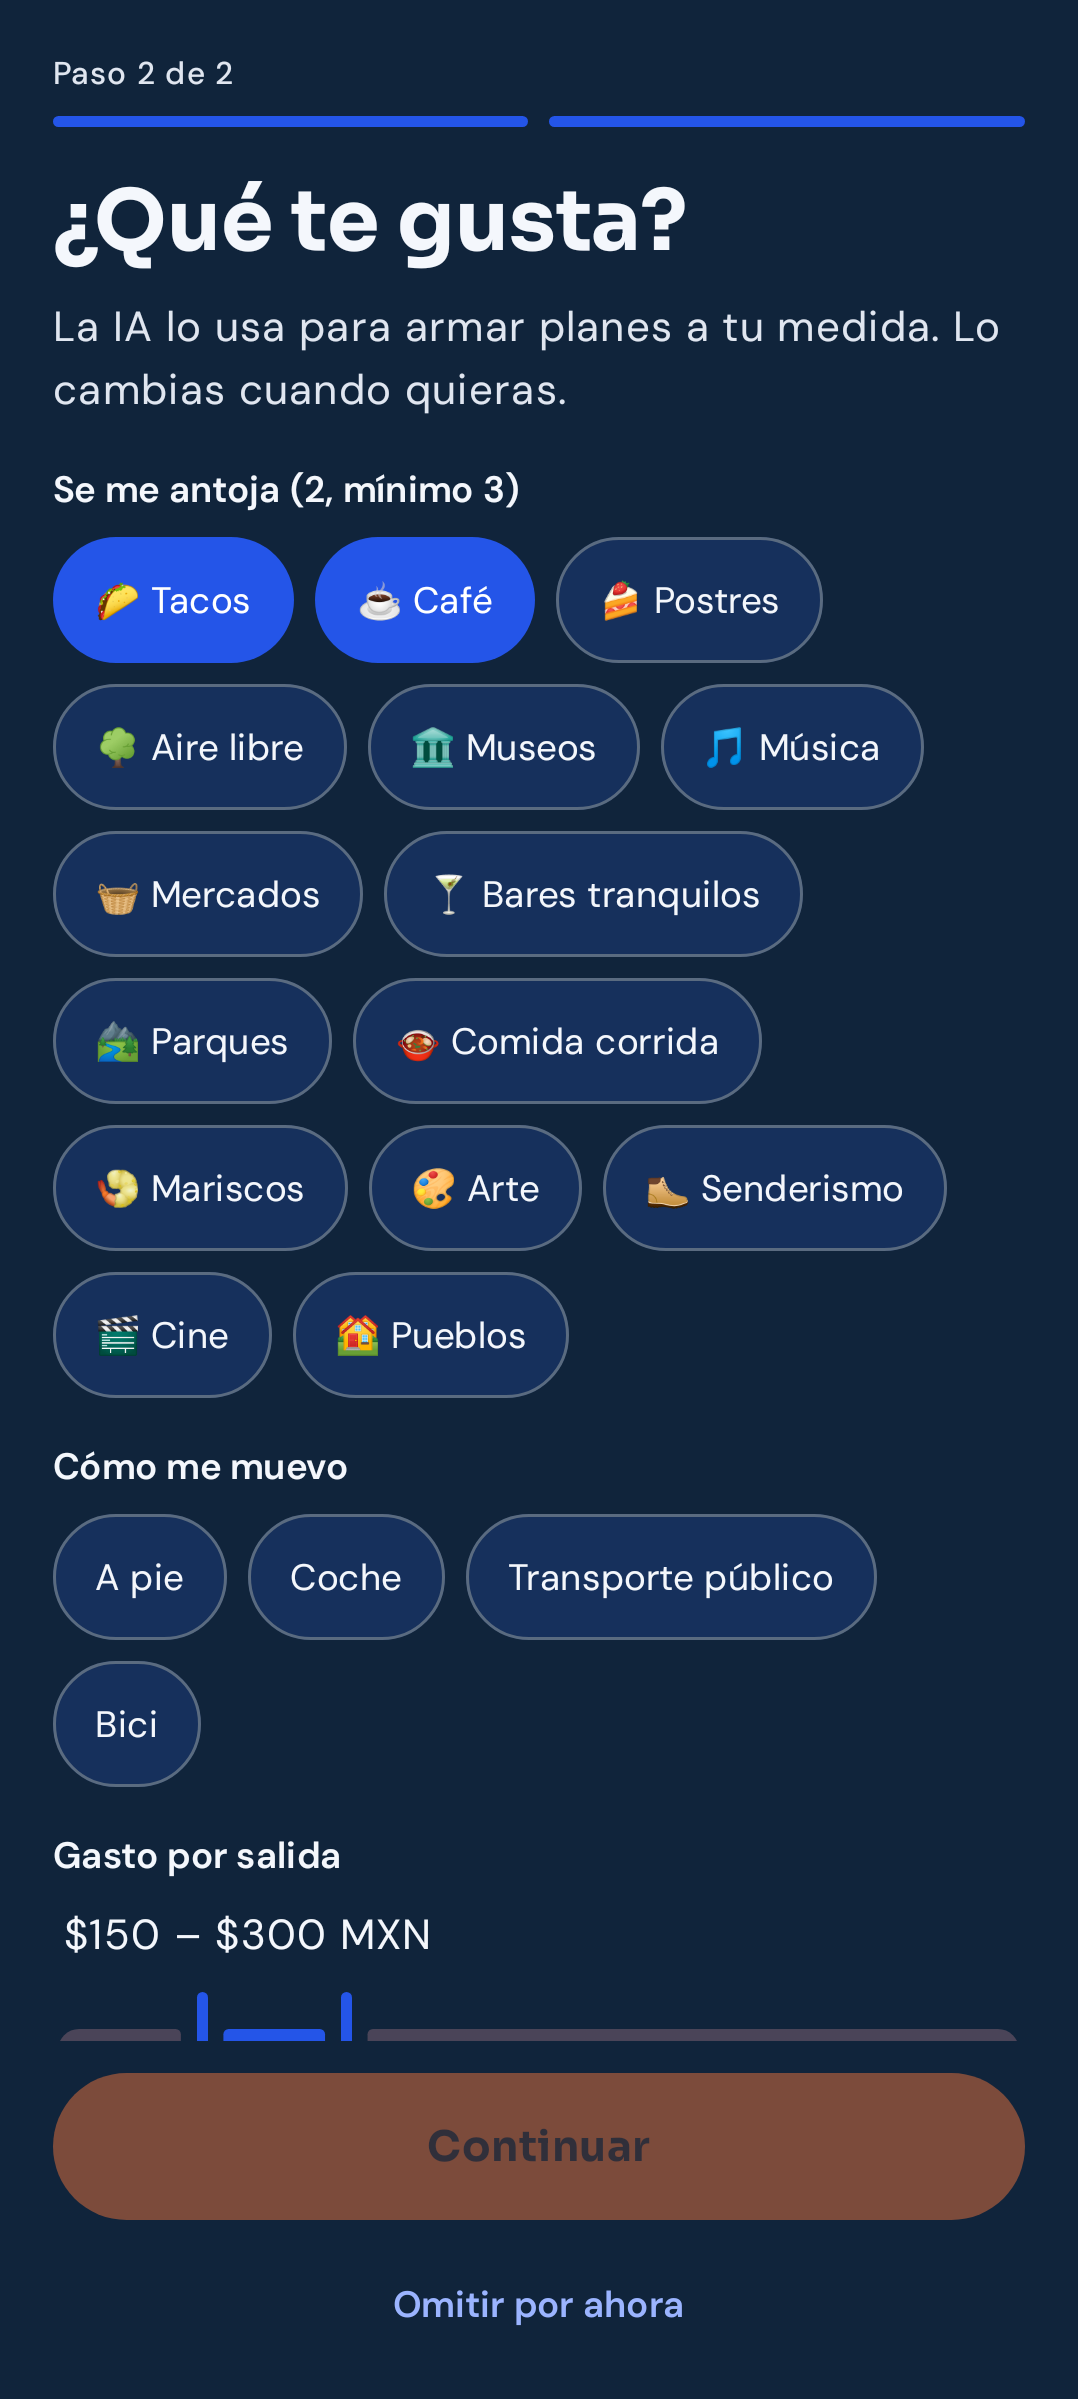 Paso 2 de 2
¿Qué te gusta?
La IA lo usa para armar planes a tu medida. Lo
cambias cuando quieras.
Se me antoja (2, mínimo 3)
Tacos
Café
Postres
Aire libre
Museos
Música
Mercados
Bares tranquilos
Parques
Comida corrida
Mariscos
Arte
Senderismo
Cine
Pueblos
Cómo me muevo
A pie
Coche
Transporte público
Bici
Gasto por salida
$150 – $300 MXN
Continuar
Omitir por ahora